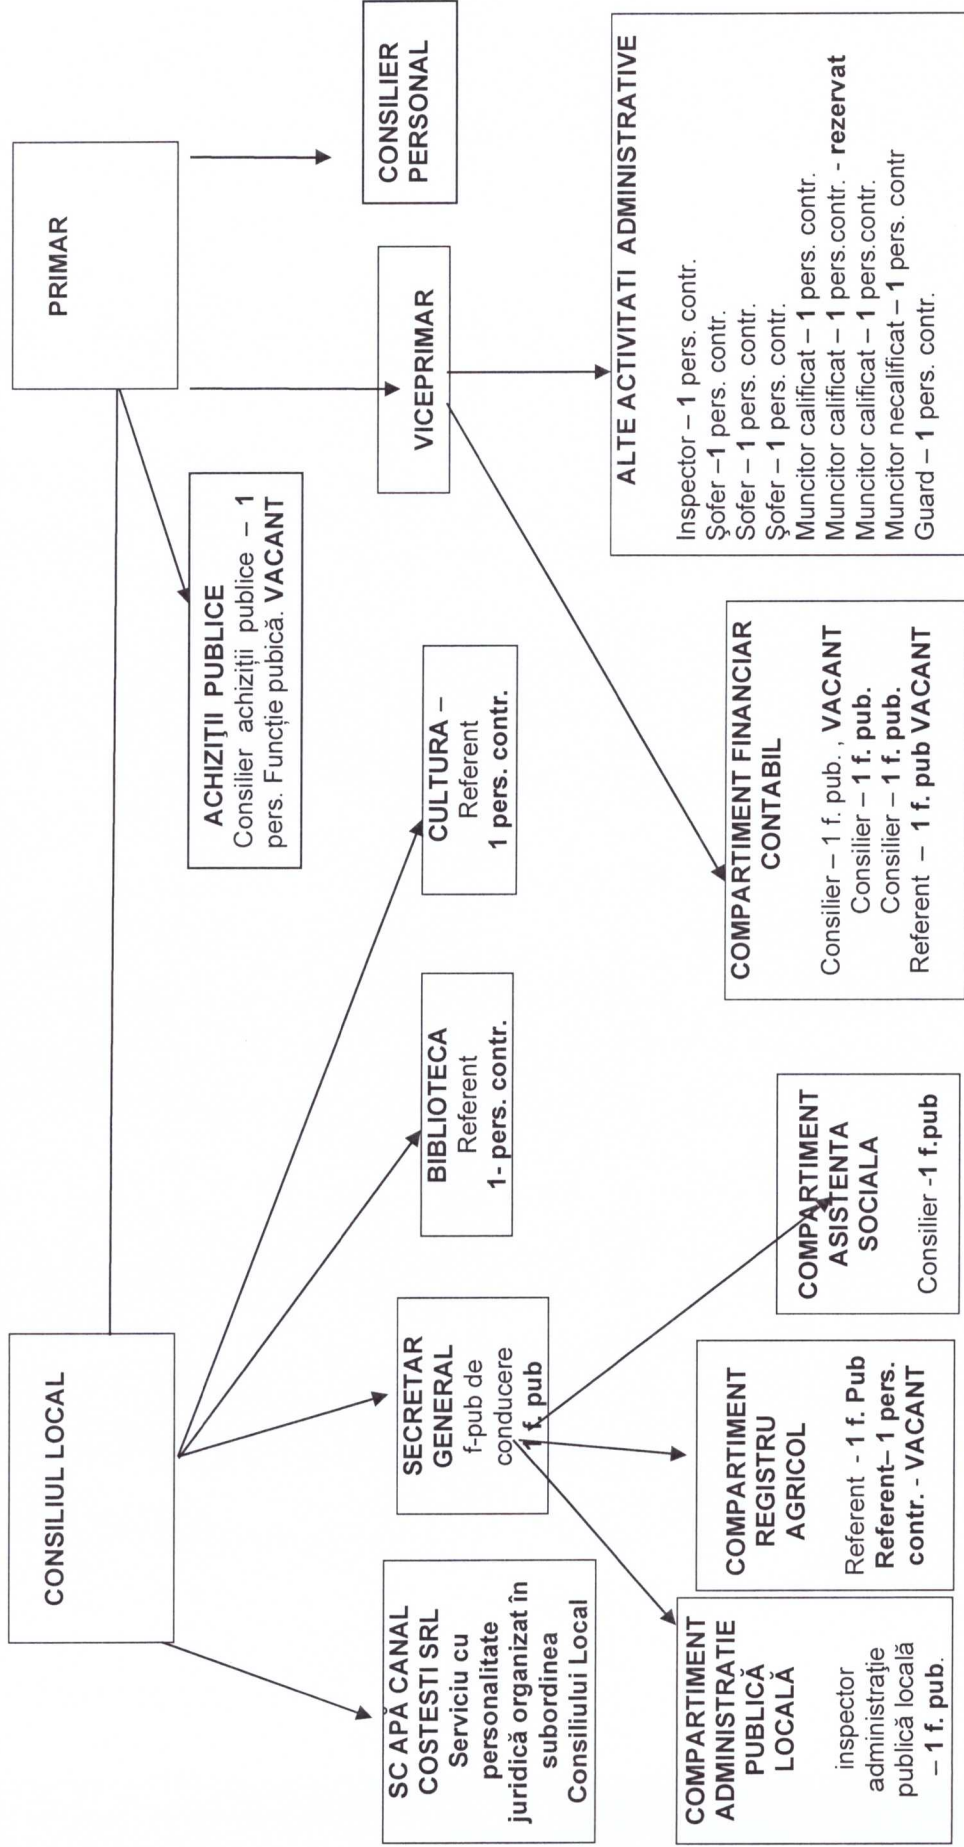 CONSILIUL LOCAL
PRIMAR
ACHIZIŢII PUBLICE
Consilier achiziții publice – 1
pers. Funcție pubică. VACANT
SC APĂ CANAL
COSTESTI SRL
Serviciu cu
personalitate
juridică organizat în
subordinea
Consiliului Local
SECRETAR
GENERAL
f-pub de
conducere
1 f. pub
BIBLIOTECA
Referent
1- pers. contr.
CULTURA –
Referent
1 pers. contr.
VICEPRIMAR
CONSILIER
PERSONAL
COMPARTIMENT
ADMINISTRATIE
PUBLICĂ
LOCALĂ
inspector
administraţie
publică locală
– 1 f. pub.
COMPARTIMENT
REGISTRU
AGRICOL
Referent - 1 f. Pub
Referent– 1 pers.
contr. - VACANT
COMPARTIMENT
ASISTENTA
SOCIALA
Consilier -1 f.pub
COMPARTIMENT FINANCIAR
CONTABIL
Consilier – 1 f. pub. , VACANT
Consilier – 1 f. pub.
Consilier – 1 f. pub.
Referent – 1 f. pub VACANT
ALTE ACTIVITATI ADMINISTRATIVE
Inspector – 1 pers. contr.
Şofer –1 pers. contr.
Sofer – 1 pers. contr.
Şofer – 1 pers. contr.
Muncitor calificat – 1 pers. contr.
Muncitor calificat – 1 pers.contr. - rezervat
Muncitor calificat – 1 pers.contr.
Muncitor necalificat – 1 pers. contr
Guard – 1 pers. contr.